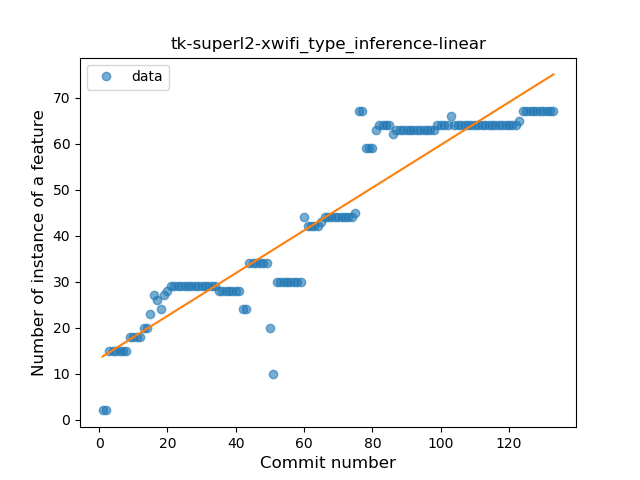 tk-superl2-xwifi_type_inference-linear
data
Number of instance of a feature
70
60
50
40
30
20
10
0
0 20 40 60 80 100 120
Commit number